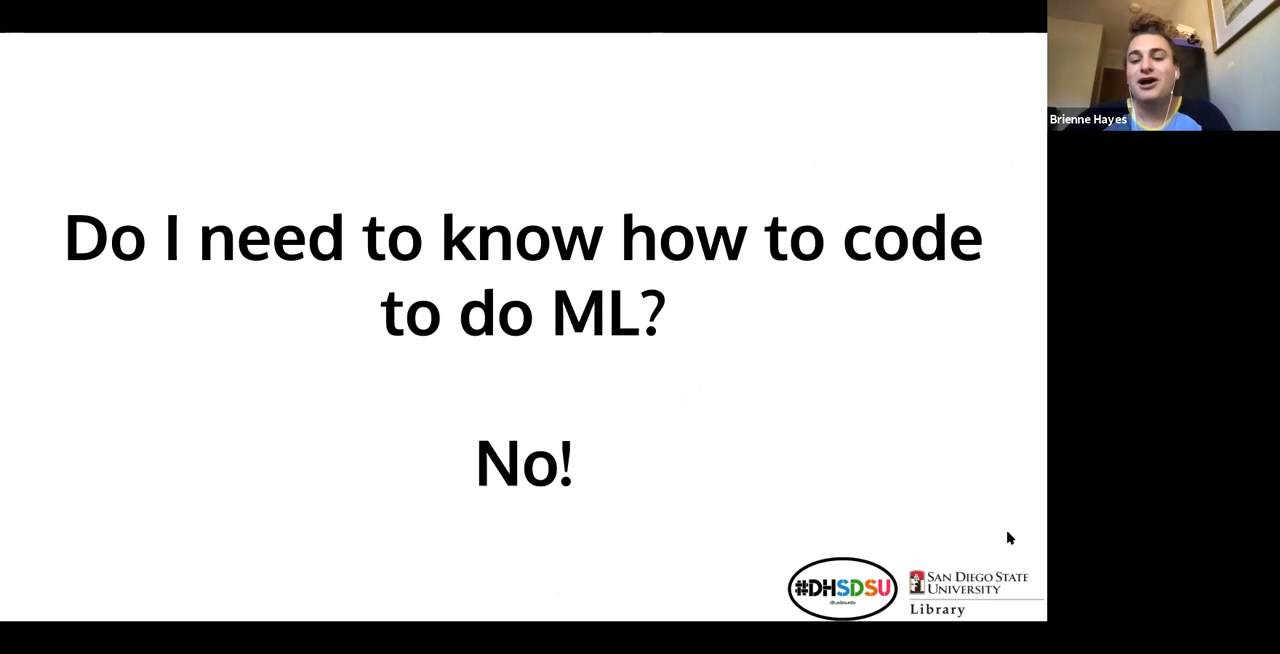 Do I need to know how to code
to do ML?
No!
#DHSDSU
SAN DIEGO STATE
UNIVERSITY
Library
Brienne Hayes